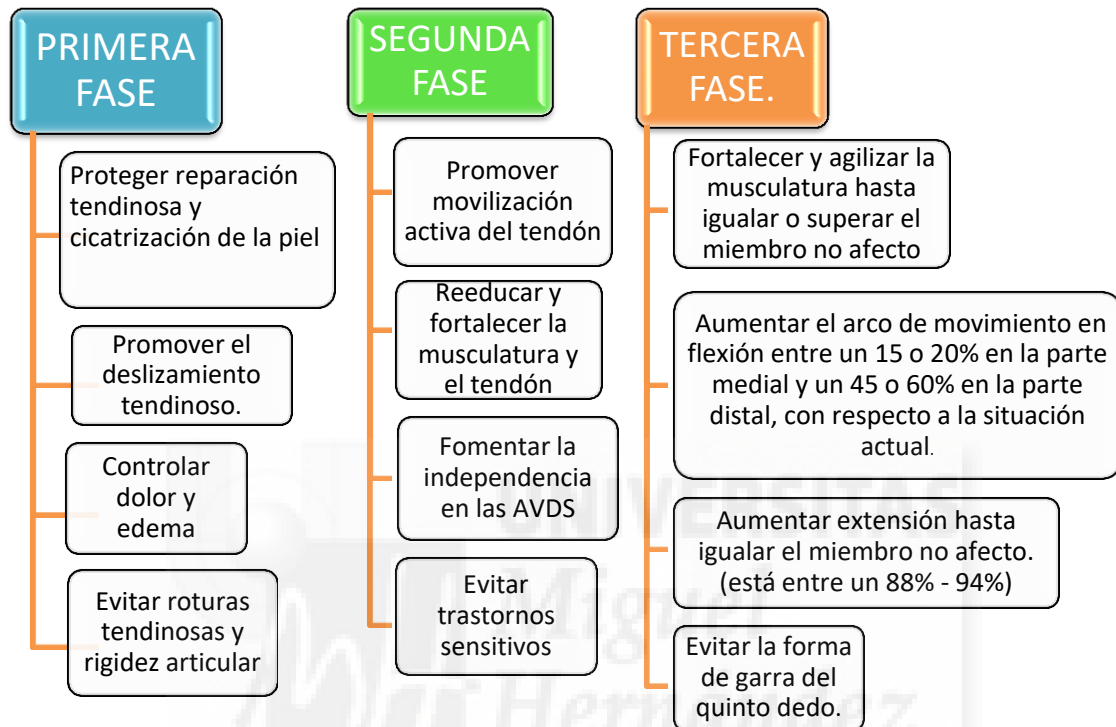 PRIMERA
FASE
Proteger reparación
tendinosa y
cicatrización de la piel
Promover el
deslizamiento
tendinoso.
Controlar
dolor y
edema
Evitar roturas
tendinosas y
rigidez articular
SEGUNDA
FASE
Promover
movilización
activa del tendón
Reeducar y
fortalecer la
musculatura y
el tendón
Fomentar la
independencia
en las AVDS
Evitar
trastornos
sensitivos
TERCERA
FASE.
Fortalecer y agilizar la
musculatura hasta
igualar o superar el
miembro no afecto
Aumentar el arco de movimiento en
flexión entre un 15 o 20% en la parte
medial y un 45 o 60% en la parte
distal, con respecto a la situación
actual.
Aumentar extensión hasta
igualar el miembro no afecto.
(está entre un 88% - 94%)
Evitar la forma
de garra del
quinto dedo.
UNIVERSITAS
Miguel
Hernández